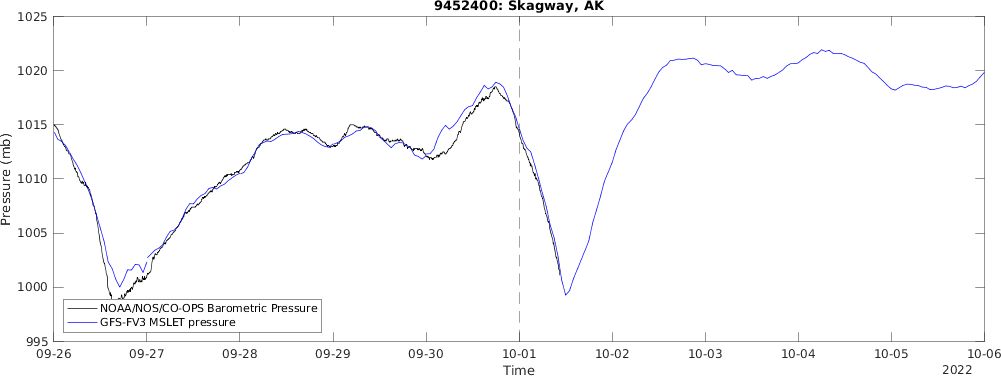 9452400: Skagway, AK
1025
1020
1015
1010
1005
1000
995
Pressure (mb)
NOAA/NOS/CO-OPS Barometric Pressure
GFS-FV3 MSLET pressure
09-26 09-27 09-28 09-29 09-30 10-01 10-02 10-03 10-04 10-05 10-06
Time
2022